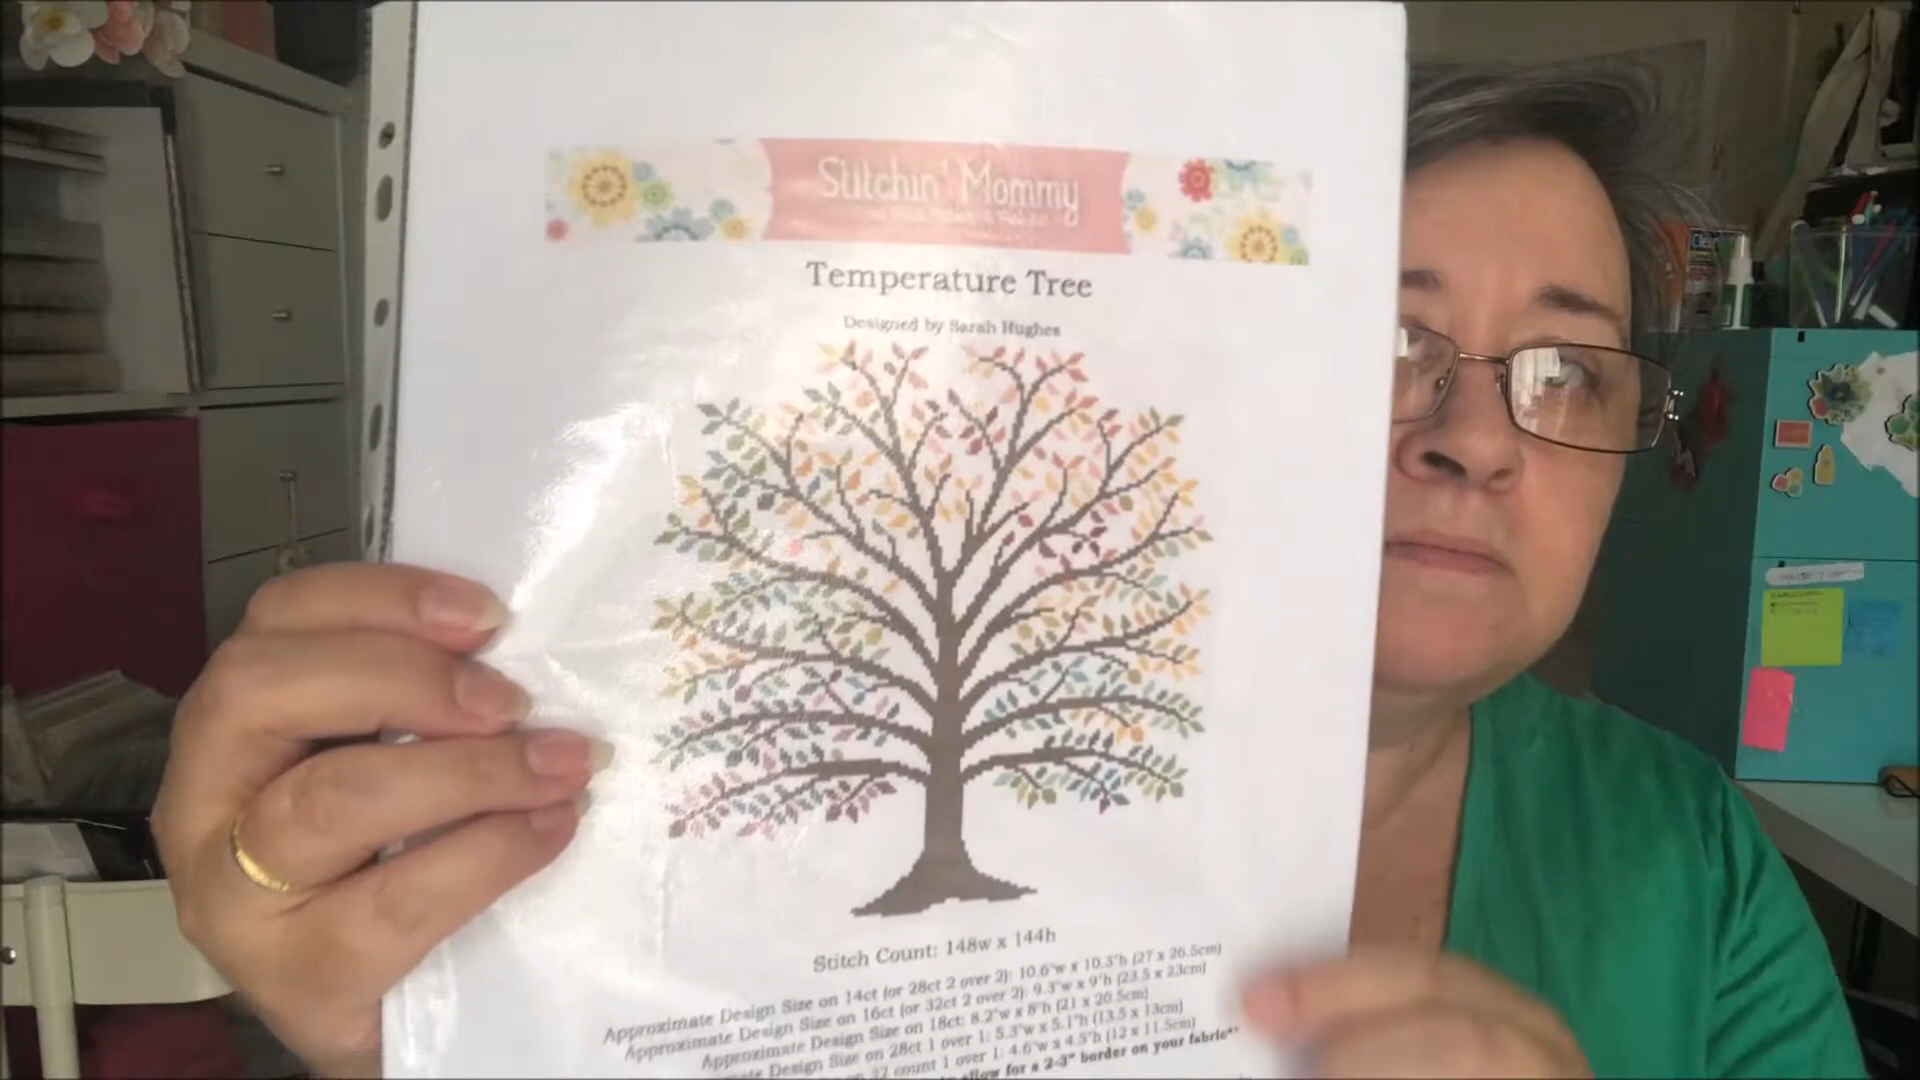 Stitchin' Mommy
Temperature Tree
Designed by Sarah Hughes
Stitch Count: 148w x 144h
Approximate Design Size on 14ct (or 28ct 2 over 2): 10.6"w x 10.3"h (27 x 26.5cm)
Approximate Design Size on 16ct (or 32ct 2 over 2): 9.3"w x 9"h (23.5 x 23cm)
Approximate Design Size on 18ct: 8.2"w x 8"h (21 x 20.5cm)
Design Size on 28ct 1 over 1: 5.3"w x 5.1"h (13.5 x 13cm)
on 32 count 1 over 1: 4.6"w x 4.5"h (12 x 11.5cm)
allow for a 2-3" border on your fabric**